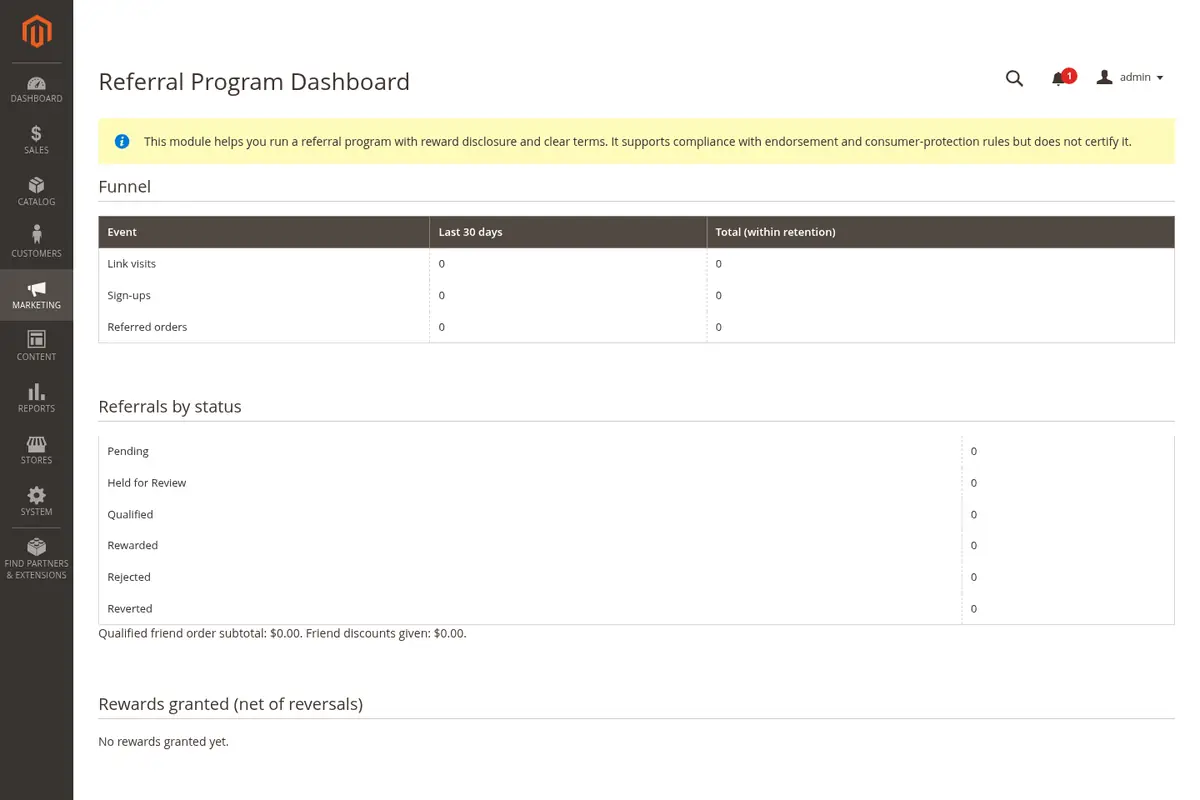 Referral Program Dashboard
1
admin
DASHBOARD
SALES
CATALOG
CUSTOMERS
MARKETING
CONTENT
REPORTS
STORES
SYSTEM
FIND PARTNERS
& EXTENSIONS
This module helps you run a referral program with reward disclosure and clear terms. It supports compliance with endorsement and consumer-protection rules but does not certify it.
Funnel
Event Last 30 days Total (within retention)
Link visits 0 0
Sign-ups 0 0
Referred orders 0 0
Referrals by status
Pending 0
Held for Review 0
Qualified 0
Rewarded 0
Rejected 0
Reverted 0
Qualified friend order subtotal: $0.00. Friend discounts given: $0.00.
Rewards granted (net of reversals)
No rewards granted yet.